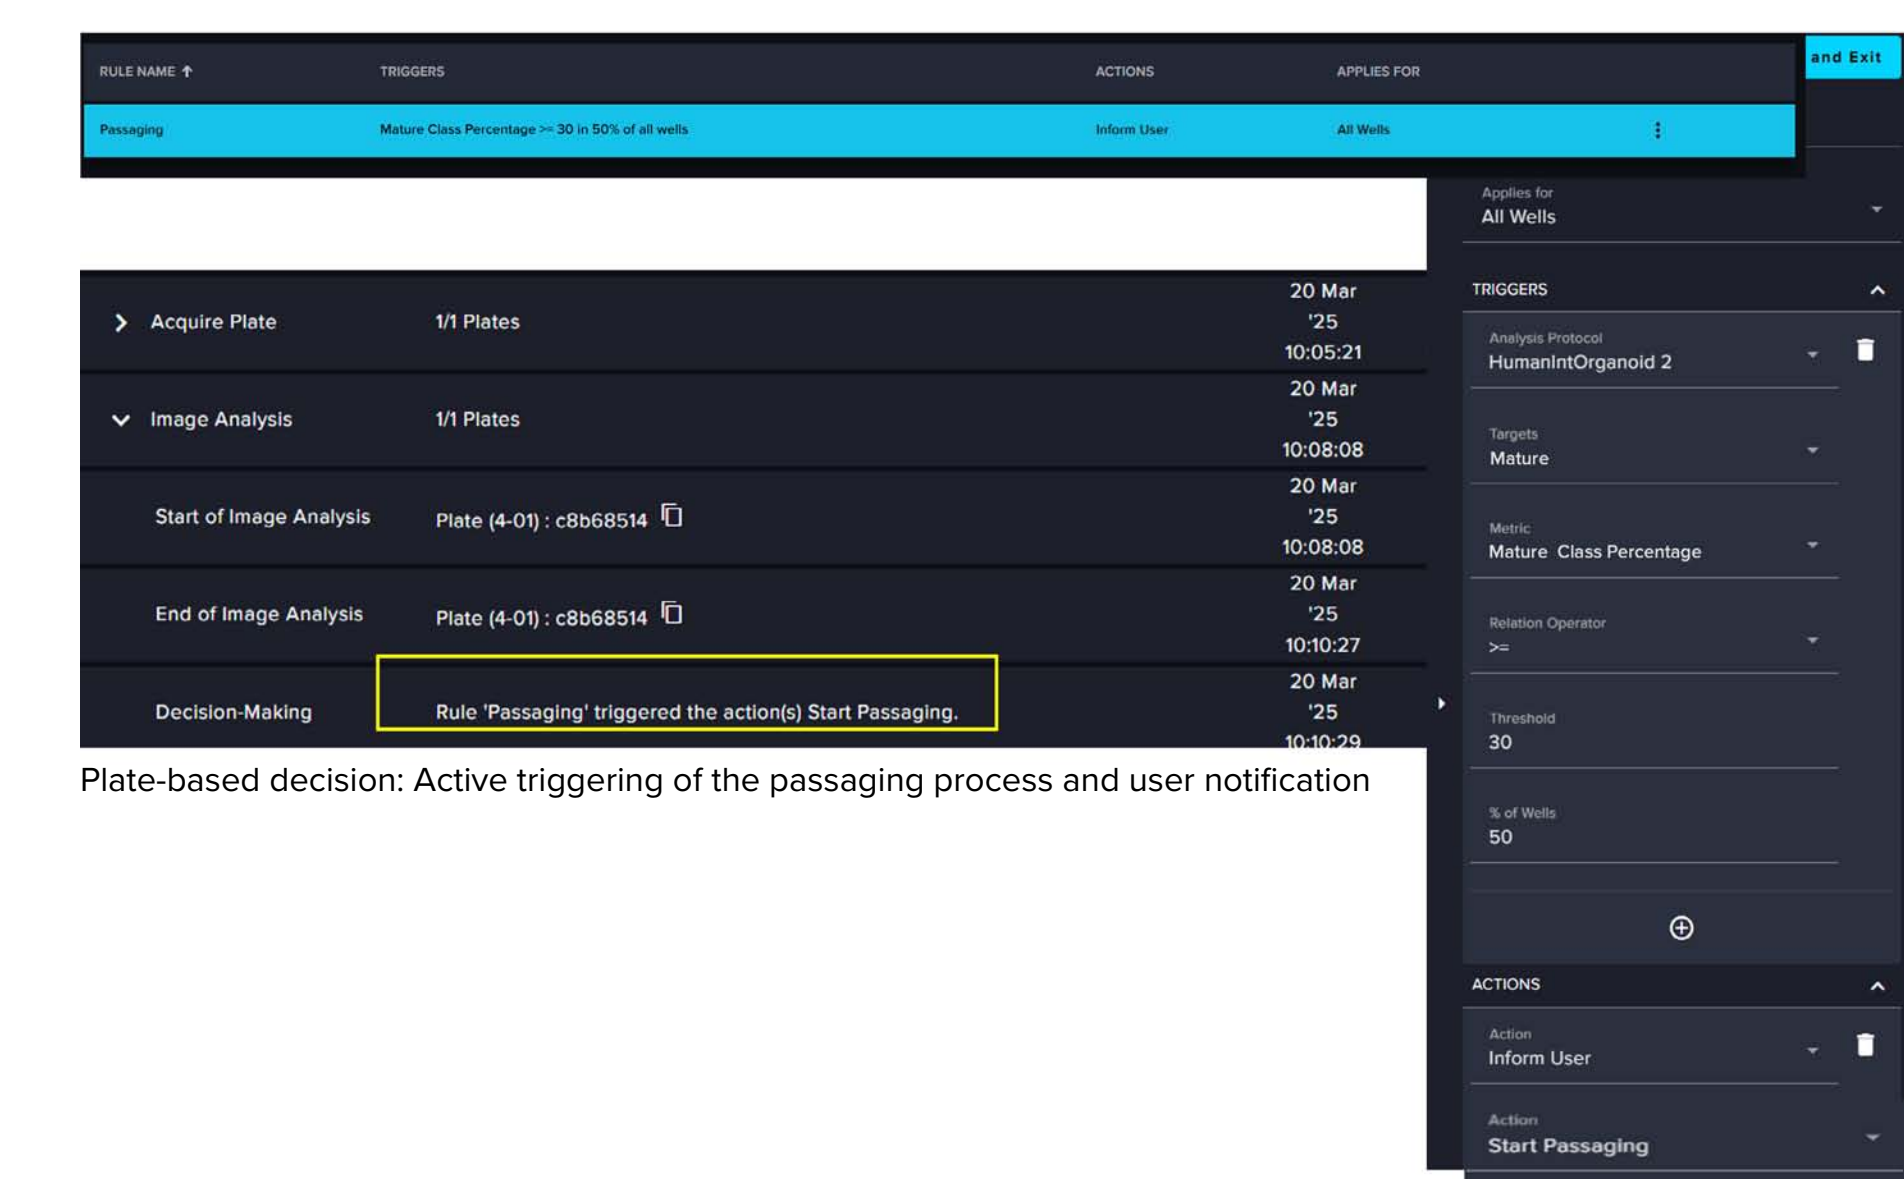 RULE NAME ↑ TRIGGERS ACTIONS APPLIES FOR
Passaging Mature Class Percentage >= 30 in 50% of all wells Inform User All Wells
and Exit
Acquire Plate 1/1 Plates 20 Mar '25 10:05:21
Image Analysis 1/1 Plates 20 Mar '25 10:08:08
Start of Image Analysis Plate (4-01) : c8b68514 20 Mar '25 10:08:08
End of Image Analysis Plate (4-01) : c8b68514 20 Mar '25 10:10:27
Decision-Making Rule 'Passaging' triggered the action(s) Start Passaging. 20 Mar '25 10:10:29
Plate-based decision: Active triggering of the passaging process and user notification
Applies for
All Wells
TRIGGERS
Analysis Protocol
HumanIntOrganoid 2
Targets
Mature
Metric
Mature Class Percentage
Relation Operator
>=
Threshold
30
% of Wells
50
ACTIONS
Action
Inform User
Action
Start Passaging